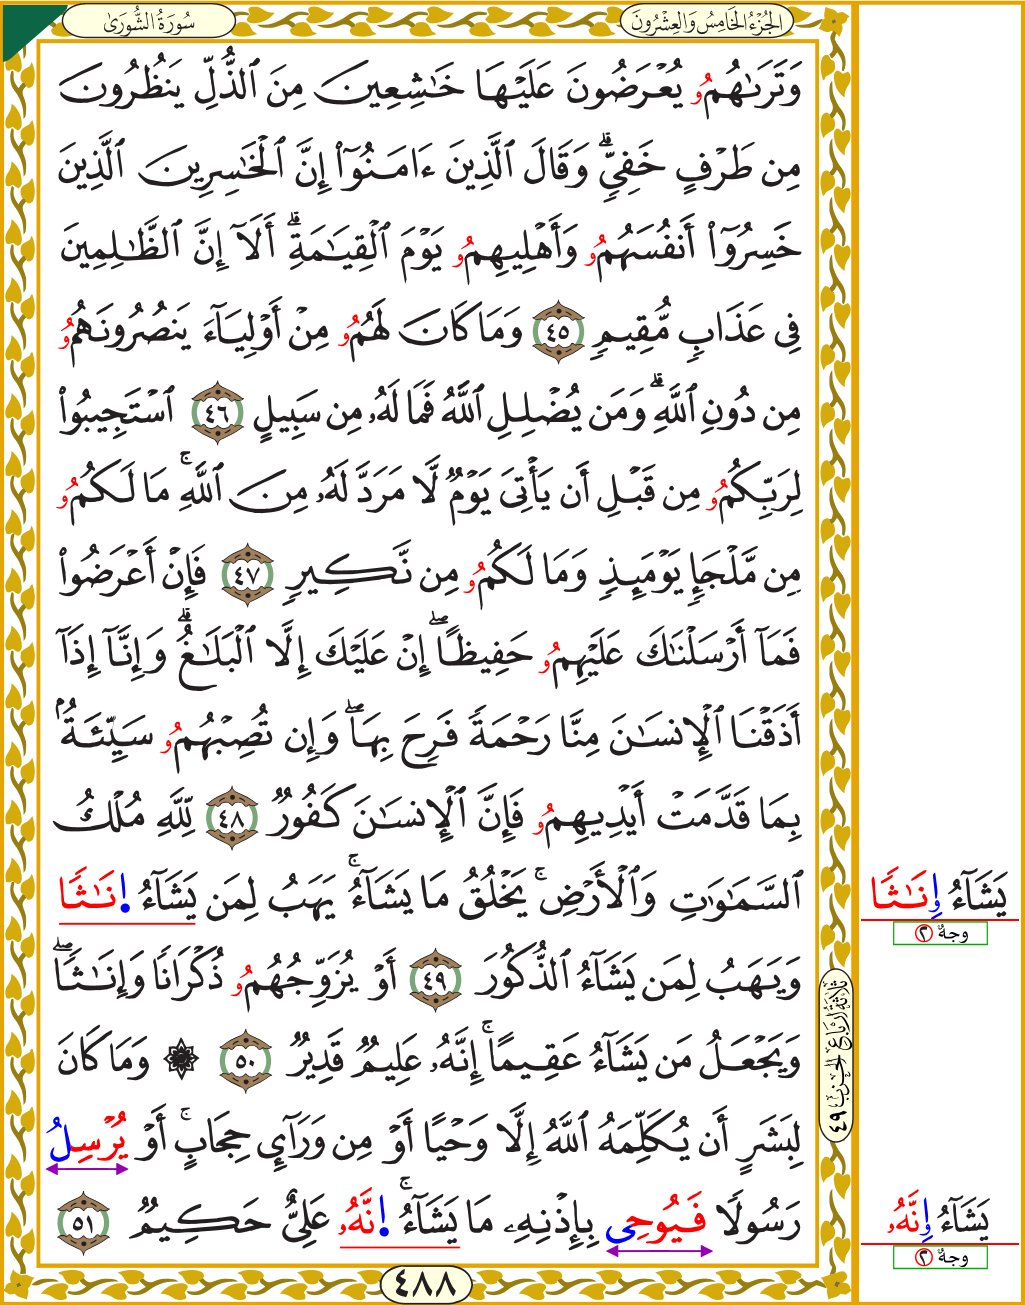 الجُزْءُ الخَامِسُ وَالعِشْرُونَ
سُورَةُ الشُّورَىٰ
وَتَرَىٰهُمُۥ يُعْرَضُونَ عَلَيْهَا خَٰشِعِينَ مِنَ ٱلذُّلِّ يَنظُرُونَ
مِن طَرْفٍ خَفِيٍّۗ وَقَالَ ٱلَّذِينَ ءَامَنُوٓا۟ إِنَّ ٱلْخَٰسِرِينَ ٱلَّذِينَ
خَسِرُوٓا۟ أَنفُسَهُمُۥ وَأَهْلِيهِمُۥ يَوْمَ ٱلْقِيَٰمَةِۗ أَلَآ إِنَّ ٱلظَّٰلِمِينَ
فِى عَذَابٍ مُّقِيمٍ ٤٥ وَمَا كَانَ لَهُمُۥ مِنْ أَوْلِيَآءَ يَنصُرُونَهُمُۥ
مِن دُونِ ٱللَّهِۗ وَمَن يُضْلِلِ ٱللَّهُ فَمَا لَهُۥ مِن سَبِيلٍ ٤٦ ٱسْتَجِيبُوا۟
لِرَبِّكُمُۥ مِن قَبْلِ أَن يَأْتِىَ يَوْمٌ لَّا مَرَدَّ لَهُۥ مِنَ ٱللَّهِۚ مَا لَكُمُۥ
مِن مَّلْجَإٍ يَوْمَئِذٍ وَمَا لَكُمُۥ مِن نَّكِيرٍ ٤٧ فَإِنْ أَعْرَضُوا۟
فَمَآ أَرْسَلْنَٰكَ عَلَيْهِمُۥ حَفِيظًاۖ إِنْ عَلَيْكَ إِلَّا ٱلْبَلَٰغُۗ وَإِنَّآ إِذَآ
أَذَقْنَا ٱلْإِنسَٰنَ مِنَّا رَحْمَةً فَرِحَ بِهَاۖ وَإِن تُصِبْهُمُۥ سَيِّئَةُۢ
بِمَا قَدَّمَتْ أَيْدِيهِمُۥ فَإِنَّ ٱلْإِنسَٰنَ كَفُورٌ ٤٨ لِّلَّهِ مُلْكُ
ٱلسَّمَٰوَٰتِ وَٱلْأَرْضِۚ يَخْلُقُ مَا يَشَآءُۚ يَهَبُ لِمَن يَشَآءُ اِ۬نَٰثًا
وَيَهَبُ لِمَن يَشَآءُ ٱلذُّكُورَ ٤٩ أَوْ يُزَوِّجُهُمُۥ ذُكْرَانًا وَإِنَٰثًاۖ
وَيَجْعَلُ مَن يَشَآءُ عَقِيمًاۚ إِنَّهُۥ عَلِيمٌ قَدِيرٌ ٥٠ ۞ وَمَا كَانَ
لِبَشَرٍ أَن يُكَلِّمَهُ ٱللَّهُ إِلَّا وَحْيًا أَوْ مِن وَرَآئِ حِجَابٍۚ أَوْ يُرْسِلُ
رَسُولًا فَيُوحِى بِإِذْنِهِۦ مَا يَشَآءُۚ اِ۬نَّهُۥ عَلِىٌّ حَكِيمٌ ٥١
٤٨٨
يَشَآءُ وِنَٰثًا
وجهٌ ٢
ثلاثة أرباع الحزب ٤٩
يَشَآءُ وِنَّهُۥ
وجهٌ ٢